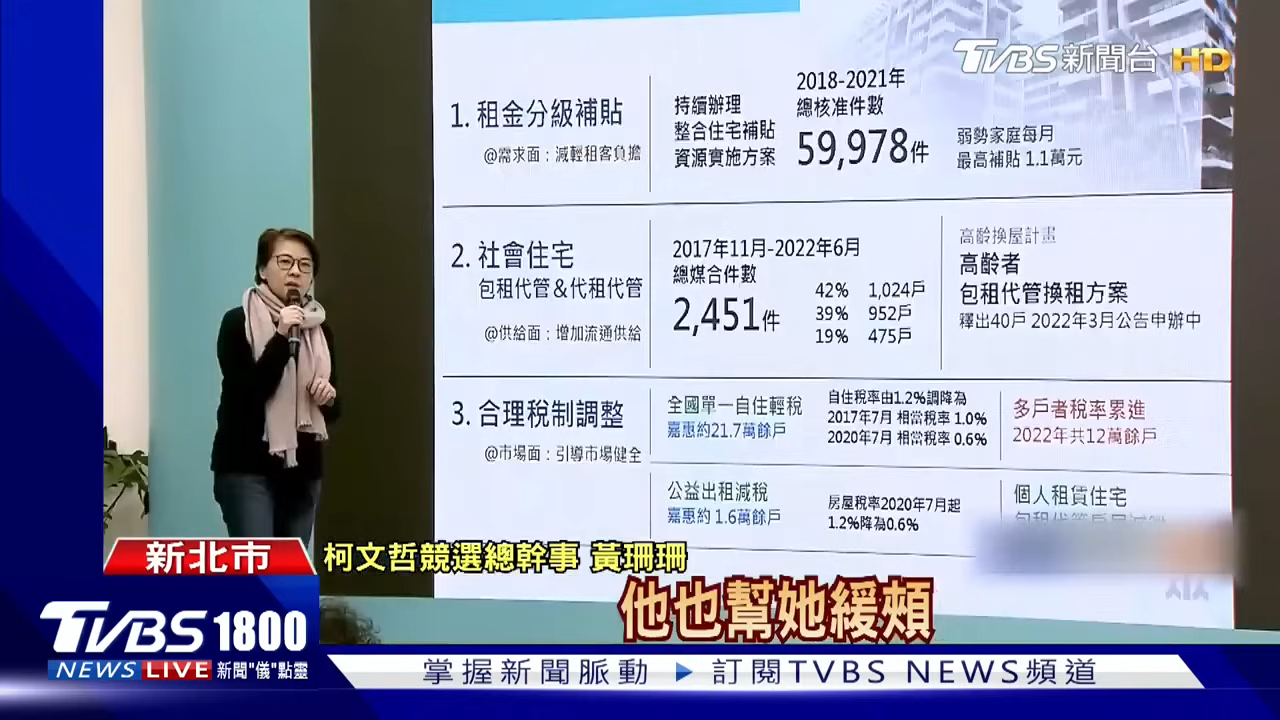 TVBS新聞台 HD
1. 租金分級補貼
@需求面：減輕租客負擔
持續辦理
整合住宅補貼
資源實施方案
2018-2021年
總核准件數
59,978件
弱勢家庭每月
最高補貼 1.1萬元
2. 社會住宅
包租代管＆代租代管
@供給面：增加流通供給
2017年11月-2022年6月
總媒合件數
2,451件
42% 1,024戶
39% 952戶
19% 475戶
高齡換屋計畫
高齡者
包租代管換租方案
釋出40戶 2022年3月公告申辦中
3. 合理稅制調整
@市場面：引導市場健全
全國單一自住輕稅
嘉惠約21.7萬餘戶
自住稅率由1.2%調降為
2017年7月 相當稅率 1.0%
2020年7月 相當稅率 0.6%
多戶者稅率累進
2022年共12萬餘戶
公益出租減稅
嘉惠約 1.6萬餘戶
房屋稅率2020年7月起
1.2%降為0.6%
個人租賃住宅
新北市
柯文哲競選總幹事 黃珊珊
他也幫她緩頰
TVBS 1800
NEWS LIVE 新聞"儀"點靈
掌握新聞脈動 ▶ 訂閱TVBS NEWS頻道